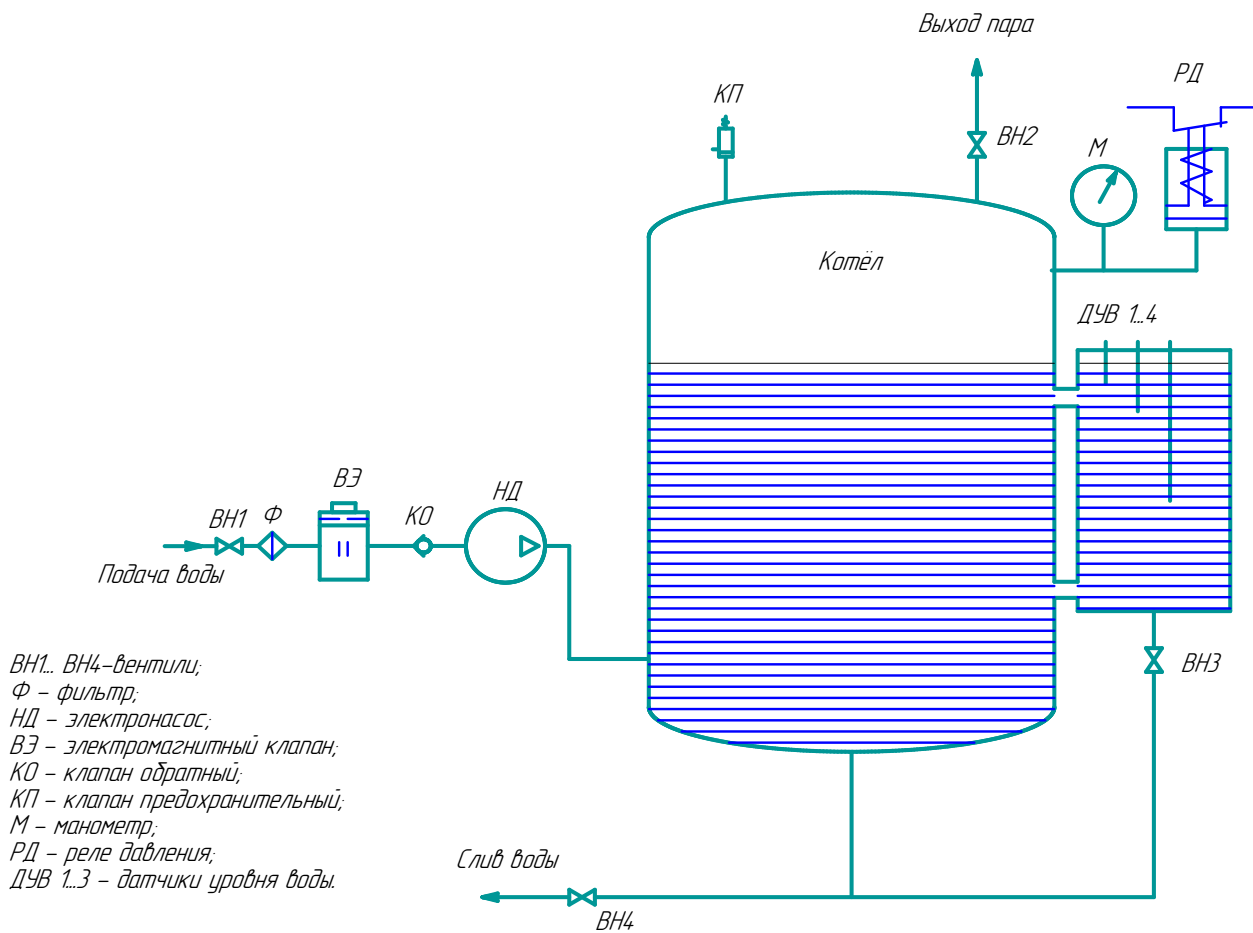 Выход пара
РД
КП
ВН2
М
Котёл
ДУВ 1...4
ВЭ
НД
ВН1
Ф
КО
Подача воды
ВН1... ВН4-вентили;
Ф - фильтр;
НД - электронасос;
ВЭ - электромагнитный клапан;
КО - клапан обратный;
КП - клапан предохранительный;
М - манометр;
РД - реле давления;
ДУВ 1...3 - датчики уровня воды.
ВН3
Слив воды
ВН4